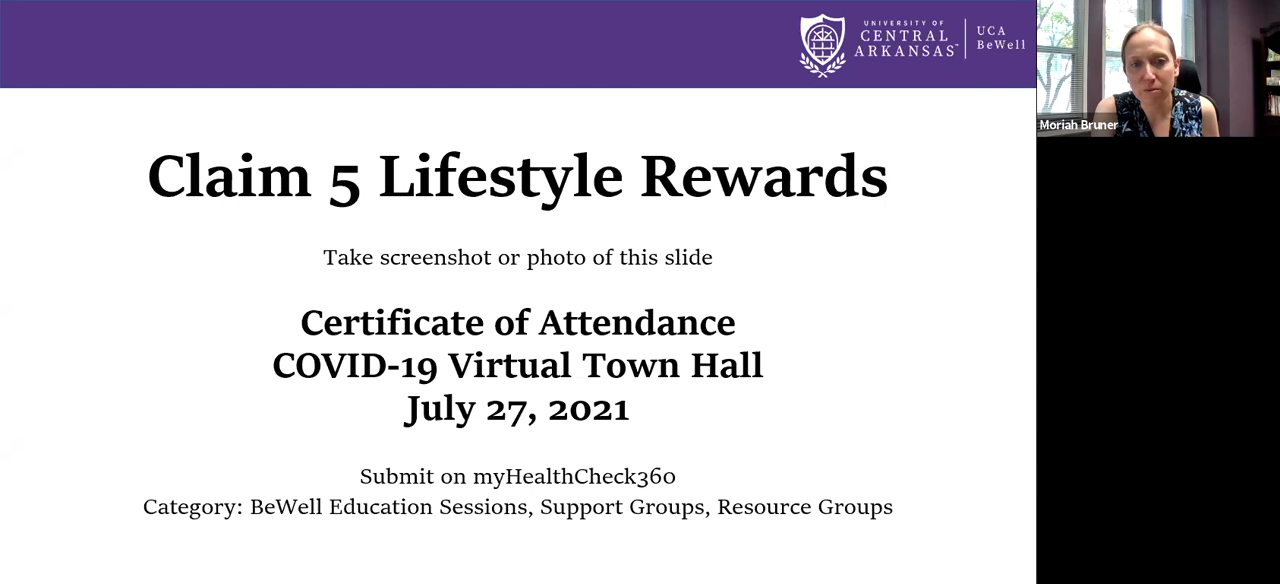 UNIVERSITY OF
CENTRAL
ARKANSAS™
UCA
BeWell
Moriah Bruner
Claim 5 Lifestyle Rewards
Take screenshot or photo of this slide
Certificate of Attendance
COVID-19 Virtual Town Hall
July 27, 2021
Submit on myHealthCheck360
Category: BeWell Education Sessions, Support Groups, Resource Groups